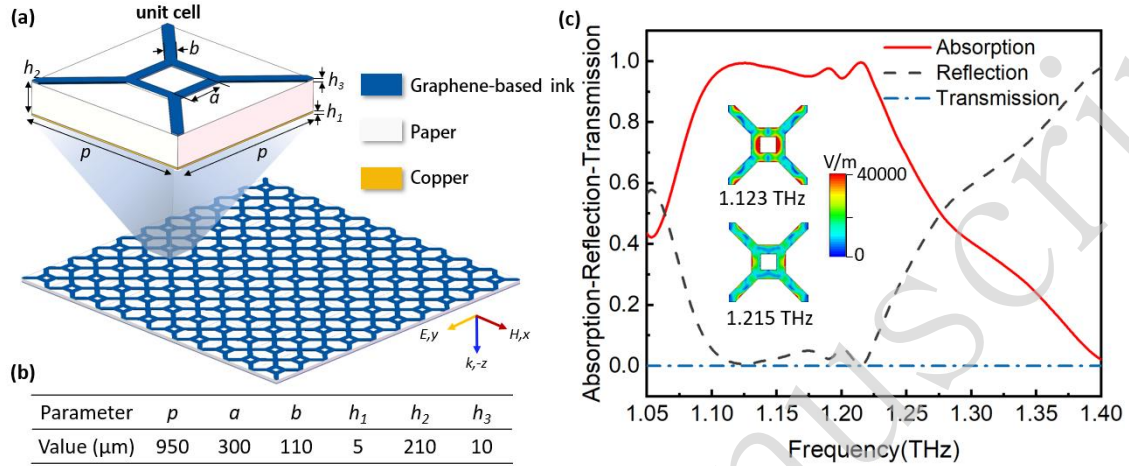 (a)
unit cell
b
h2
a
h3
h1
p
p
Graphene-based ink
Paper
Copper
E,y
H,x
k,-z
(b)
Parameter p a b h1 h2 h3
Value (μm) 950 300 110 5 210 10
(c)
Absorption-Reflection-Transmission
1.0
0.8
0.6
0.4
0.2
0.0
Absorption
Reflection
Transmission
V/m
40000
0
1.123 THz
1.215 THz
1.05 1.10 1.15 1.20 1.25 1.30 1.35 1.40
Frequency(THz)